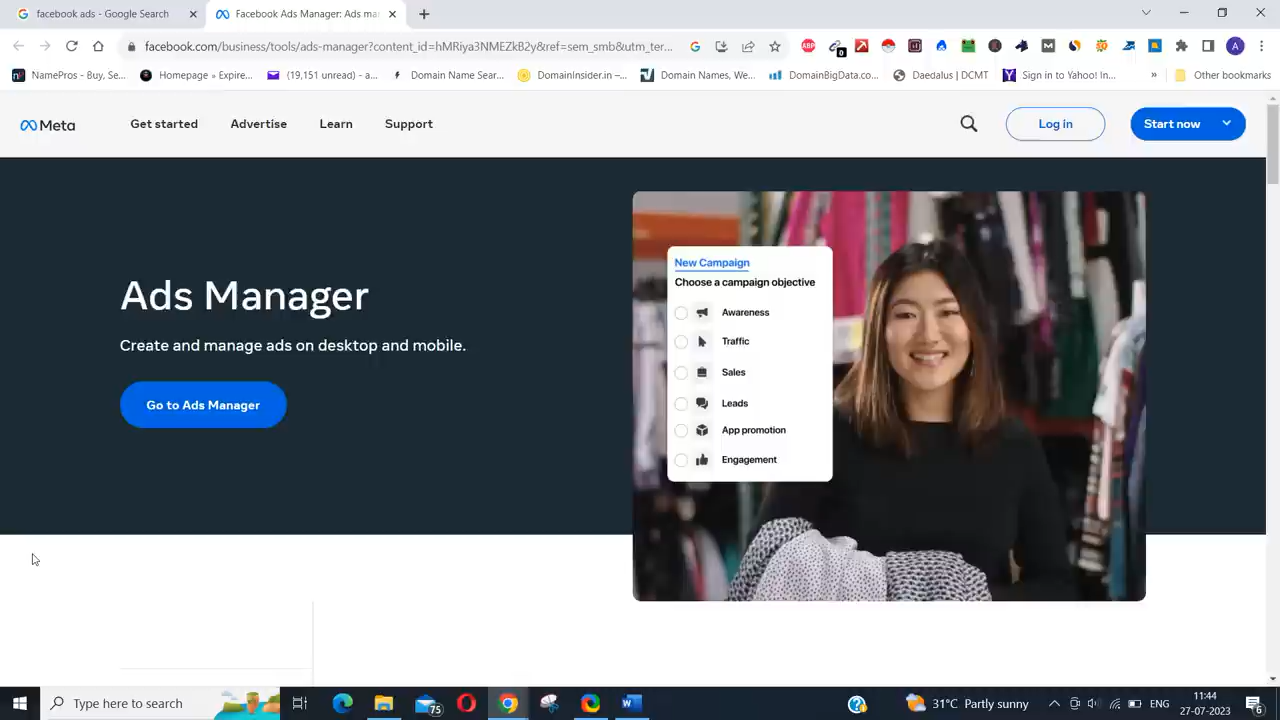 facebook ads - Google Search
Facebook Ads Manager: Ads ma
facebook.com/business/tools/ads-manager?content_id=hMRiya3NMEZkB2y&ref=sem_smb&utm_ter...
ABP
0
A
NamePros - Buy, Se...
Homepage » Expire...
(19,151 unread) - a...
Domain Name Sear...
DomainInsider.in –...
Domain Names, We...
DomainBigData.co...
Daedalus | DCMT
Sign in to Yahoo! In...
»
Other bookmarks
Meta
Get started
Advertise
Learn
Support
Log in
Start now
Ads Manager
Create and manage ads on desktop and mobile.
Go to Ads Manager
New Campaign
Choose a campaign objective
Awareness
Traffic
Sales
Leads
App promotion
Engagement
Type here to search
75
31°C Partly sunny
ENG
11:44
27-07-2023
6